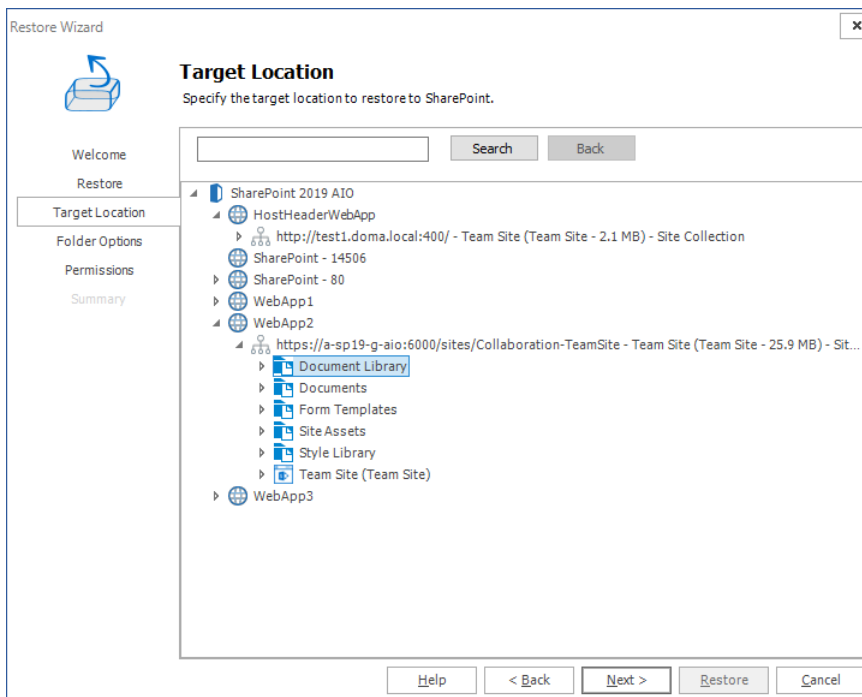 Restore Wizard
Target Location
Specify the target location to restore to SharePoint.
Welcome
Restore
Target Location
Folder Options
Permissions
Summary
Search
Back
SharePoint 2019 AIO
HostHeaderWebApp
http://test1.doma.local:400/ - Team Site (Team Site - 2.1 MB) - Site Collection
SharePoint - 14506
SharePoint - 80
WebApp1
WebApp2
https://a-sp19-g-aio:6000/sites/Collaboration-TeamSite - Team Site (Team Site - 25.9 MB) - Sit...
Document Library
Documents
Form Templates
Site Assets
Style Library
Team Site (Team Site)
WebApp3
Help
< Back
Next >
Restore
Cancel